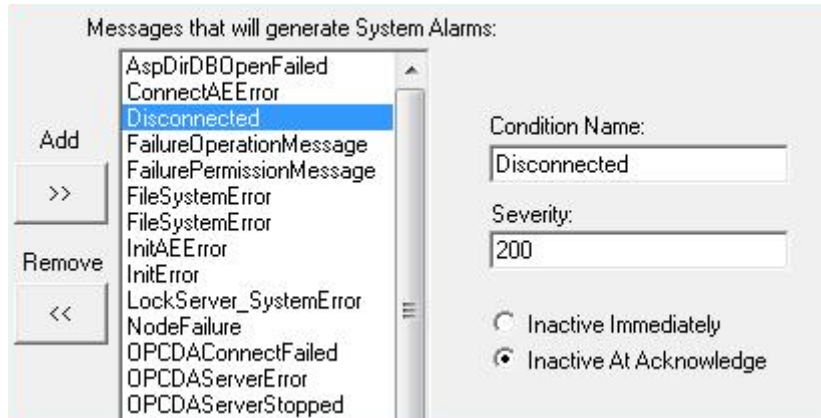 Messages that will generate System Alarms:
AspDirDBOpenFailed
ConnectAEError
Disconnected
FailureOperationMessage
FailurePermissionMessage
FileSystemError
FileSystemError
InitAEError
InitError
LockServer_SystemError
NodeFailure
OPCDAConnectFailed
OPCDAServerError
OPCDAServerStopped
Add
>>
Remove
<<
Condition Name:
Disconnected
Severity:
200
Inactive Immediately
Inactive At Acknowledge